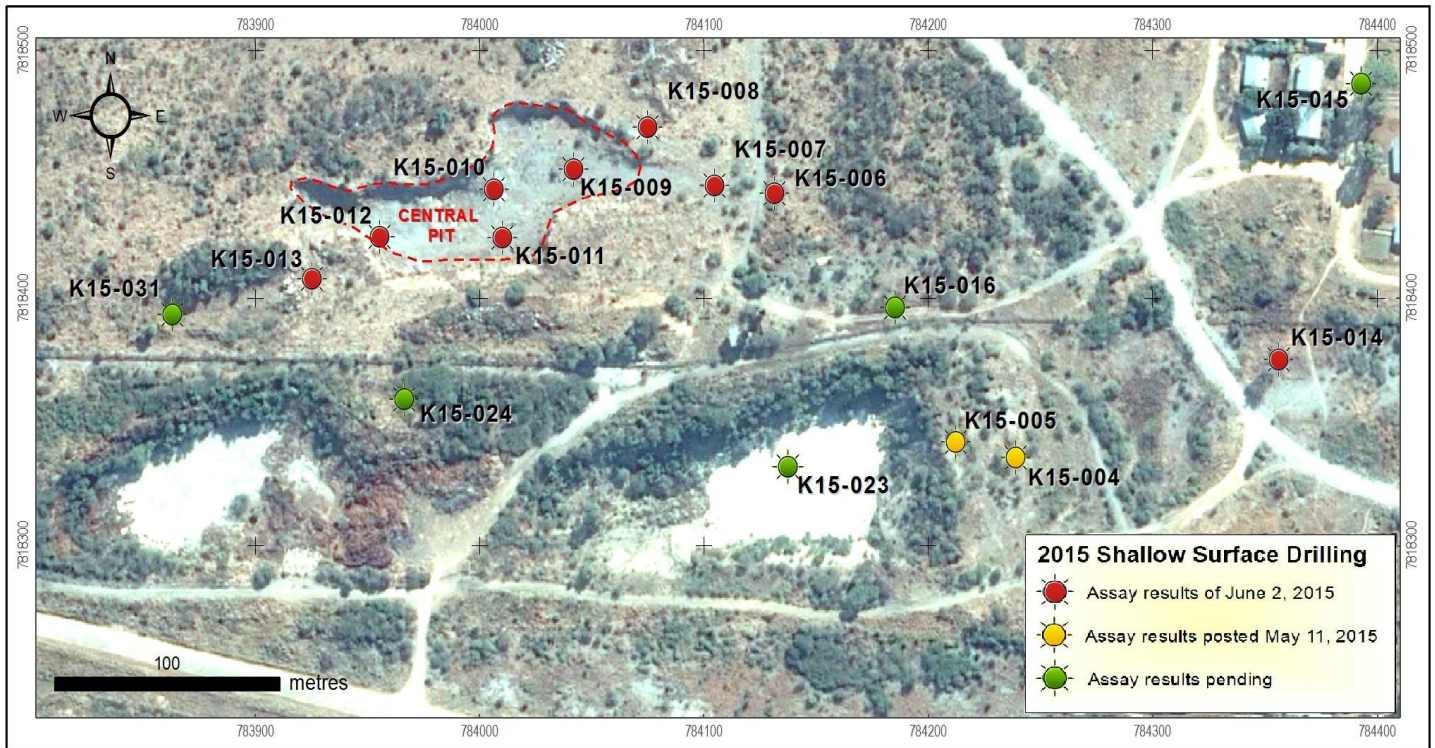 783900 784000 784100 784200 784300 784400
7818500 7818500
N
W E
S
K15-008
K15-015
K15-007
K15-010
K15-006
K15-009
K15-012
CENTRAL
PIT
K15-011
K15-013
K15-031
K15-016
7818400 7818400
K15-014
K15-024
K15-005
K15-004
K15-023
7818300 7818300
2015 Shallow Surface Drilling
Assay results of June 2, 2015
Assay results posted May 11, 2015
Assay results pending
100
metres
783900 784000 784100 784200 784300 784400